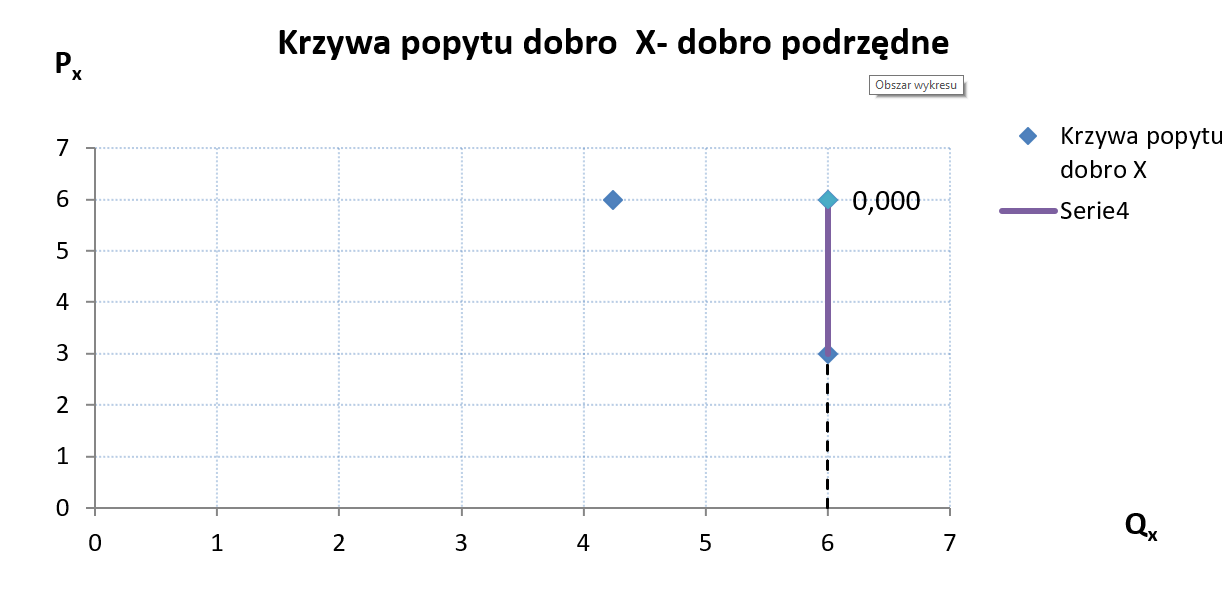 Krzywa popytu dobro  X- dobro podrzędne
Px
Obszar wykresu
Krzywa popytu
dobro X
Serie4
7
6
5
4
3
2
1
0
0,000
0 1 2 3 4 5 6 7
Qx